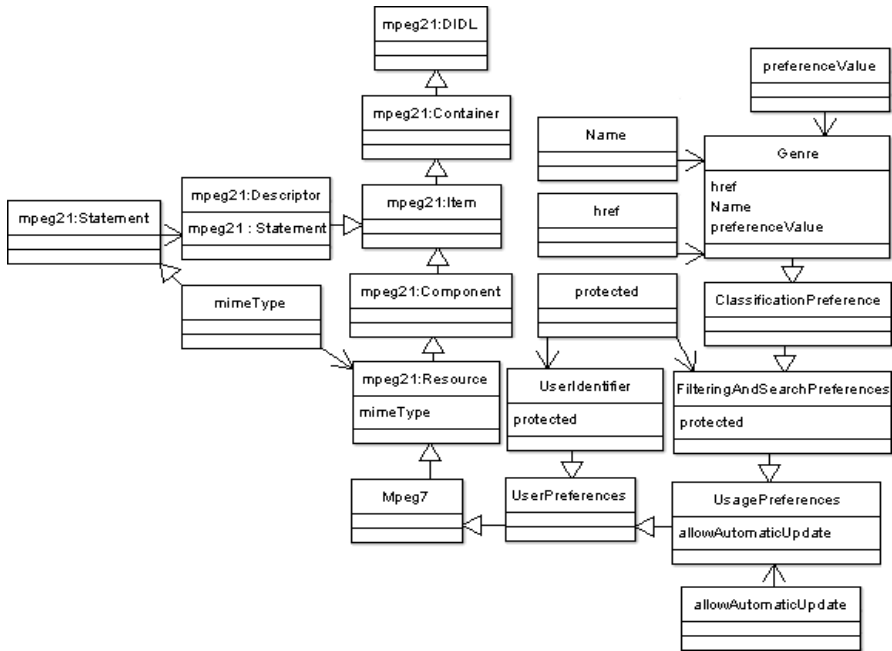 mpeg21:DIDL
preferenceValue
mpeg21:Container
Name
Genre
href
Name
preferenceValue
mpeg21:Descriptor
mpeg21 : Statement
mpeg21:Item
mpeg21:Statement
href
mpeg21:Component
protected
ClassificationPreference
mimeType
mpeg21:Resource
mimeType
UserIdentifier
protected
FilteringAndSearchPreferences
protected
Mpeg7
UserPreferences
UsagePreferences
allowAutomaticUpdate
allowAutomaticUpdate